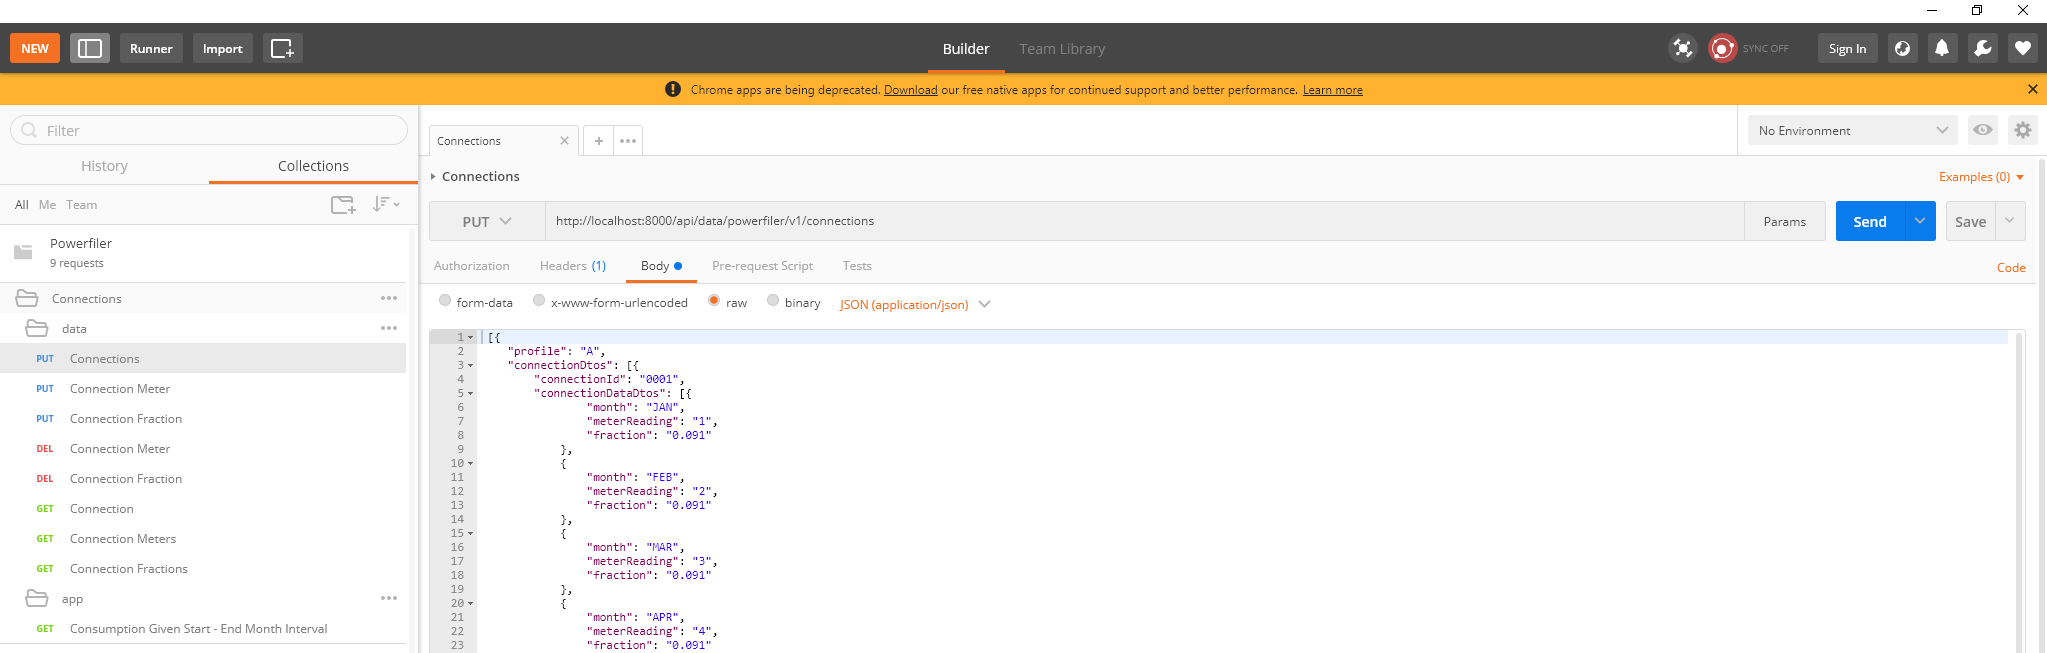 NEW Runner Import Builder Team Library SYNC OFF Sign In
Chrome apps are being deprecated. Download our free native apps for continued support and better performance. Learn more
Filter
History Collections
All Me Team
Powerfiler
9 requests
Connections
data
PUT Connections
PUT Connection Meter
PUT Connection Fraction
DEL Connection Meter
DEL Connection Fraction
GET Connection
GET Connection Meters
GET Connection Fractions
app
GET Consumption Given Start - End Month Interval
Connections
No Environment
Connections
Examples (0)
PUT http://localhost:8000/api/data/powerfiler/v1/connections Params Send Save
Authorization Headers (1) Body Pre-request Script Tests
Code
form-data x-www-form-urlencoded raw binary JSON (application/json)
1 [{
2 "profile": "A",
3 "connectionDtos": [{
4 "connectionId": "0001",
5 "connectionDataDtos": [{
6 "month": "JAN",
7 "meterReading": "1",
8 "fraction": "0.091"
9 },
10 {
11 "month": "FEB",
12 "meterReading": "2",
13 "fraction": "0.091"
14 },
15 {
16 "month": "MAR",
17 "meterReading": "3",
18 "fraction": "0.091"
19 },
20 {
21 "month": "APR",
22 "meterReading": "4",
23 "fraction": "0.091"